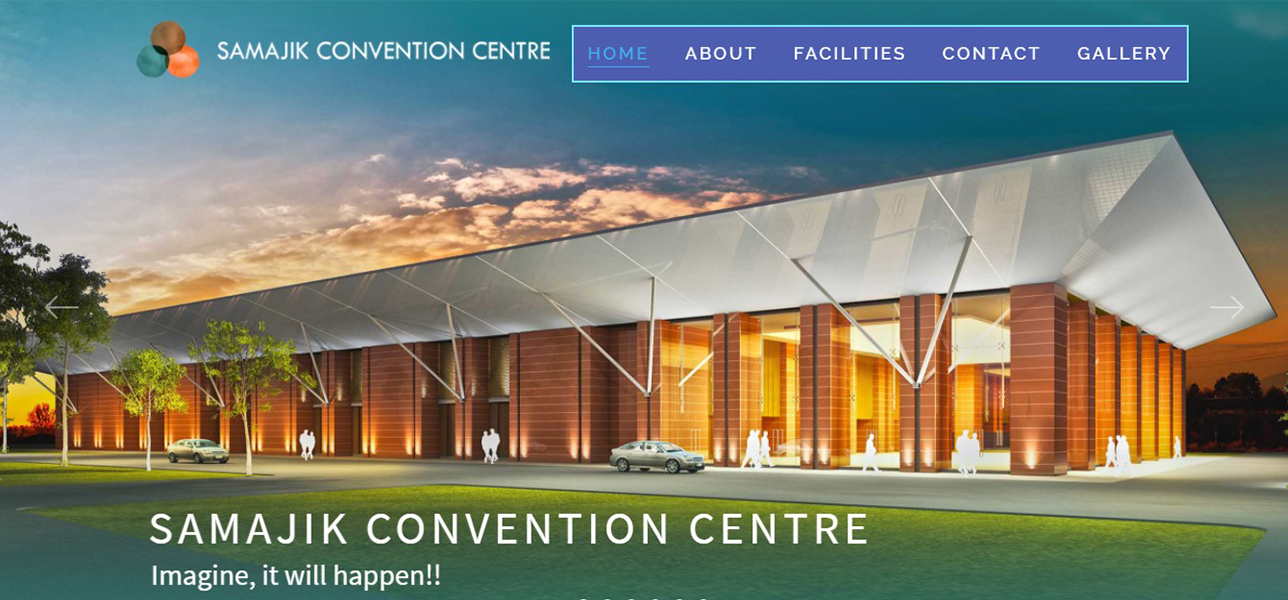 SAMAJIK CONVENTION CENTRE
HOME ABOUT FACILITIES CONTACT GALLERY
SAMAJIK CONVENTION CENTRE
Imagine, it will happen!!